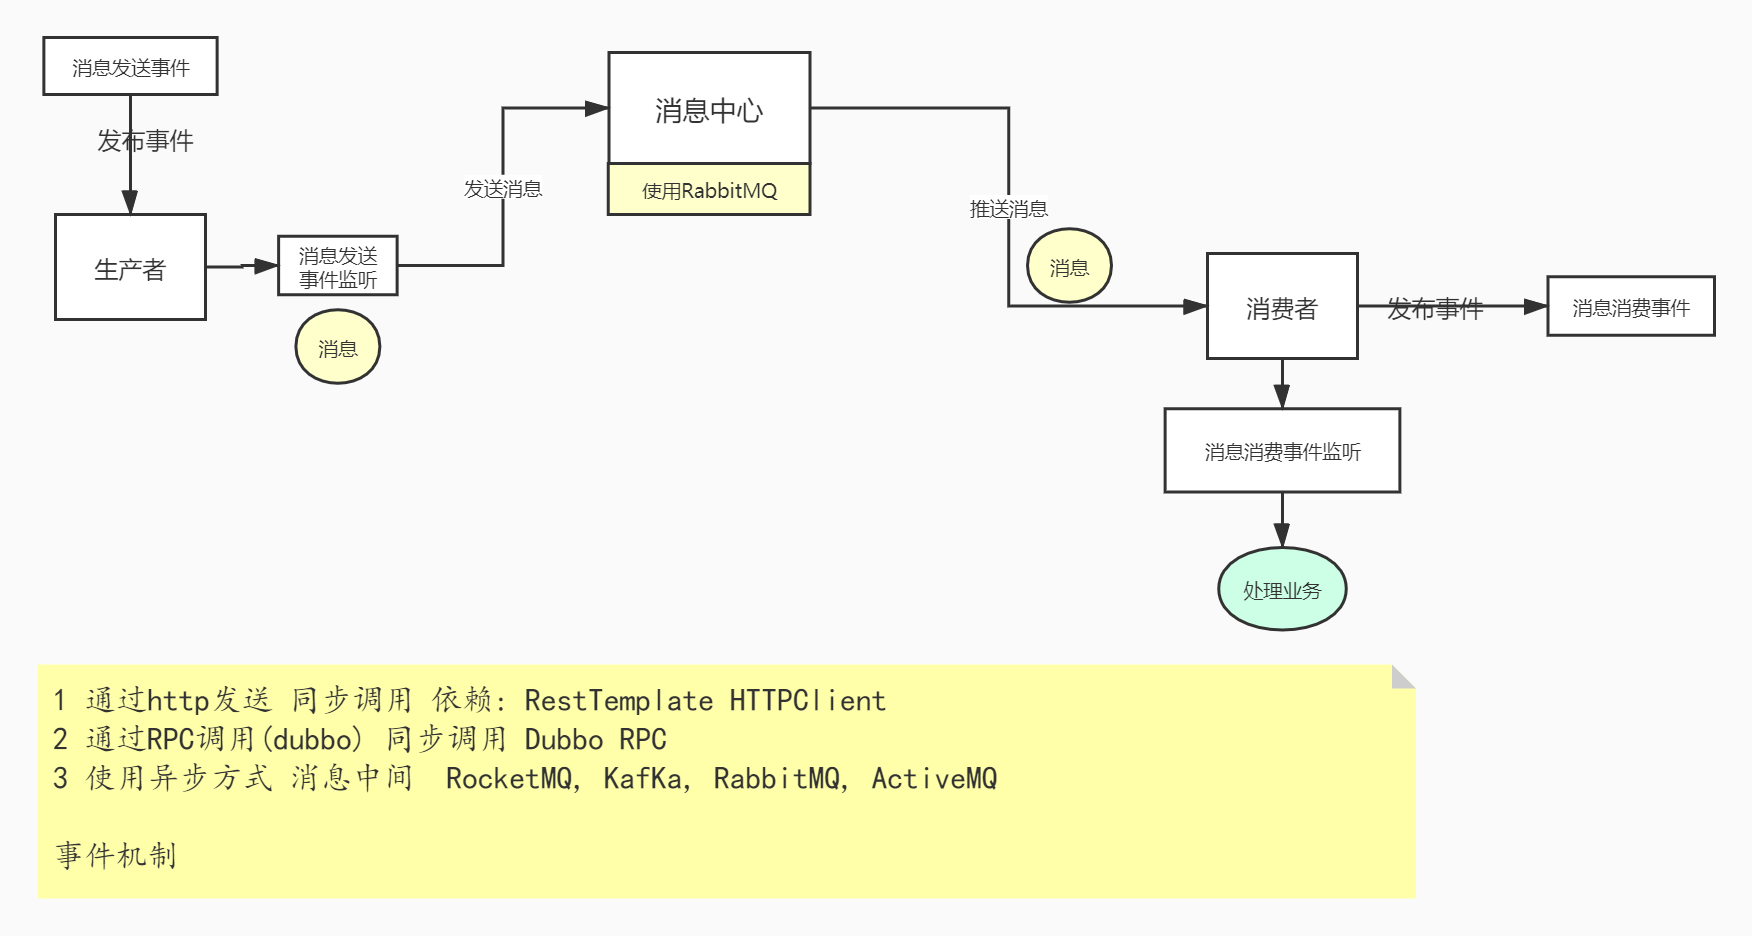 消息发送事件
发布事件
生产者
消息发送
事件监听
消息
发送消息
消息中心
使用RabbitMQ
推送消息
消息
消费者
发布事件
消息消费事件
消息消费事件监听
处理业务
1 通过http发送 同步调用 依赖: RestTemplate HTTPClient
2 通过RPC调用(dubbo) 同步调用 Dubbo RPC
3 使用异步方式 消息中间 RocketMQ, KafKa, RabbitMQ, ActiveMQ
事件机制